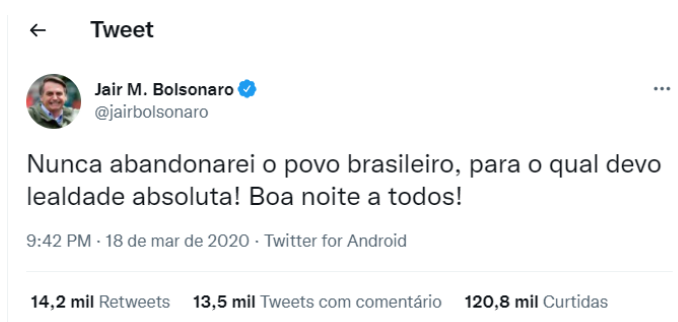 Tweet
Jair M. Bolsonaro
@jairbolsonaro
Nunca abandonarei o povo brasileiro, para o qual devo
lealdade absoluta! Boa noite a todos!
9:42 PM · 18 de mar de 2020 · Twitter for Android
14,2 mil Retweets 13,5 mil Tweets com comentário 120,8 mil Curtidas